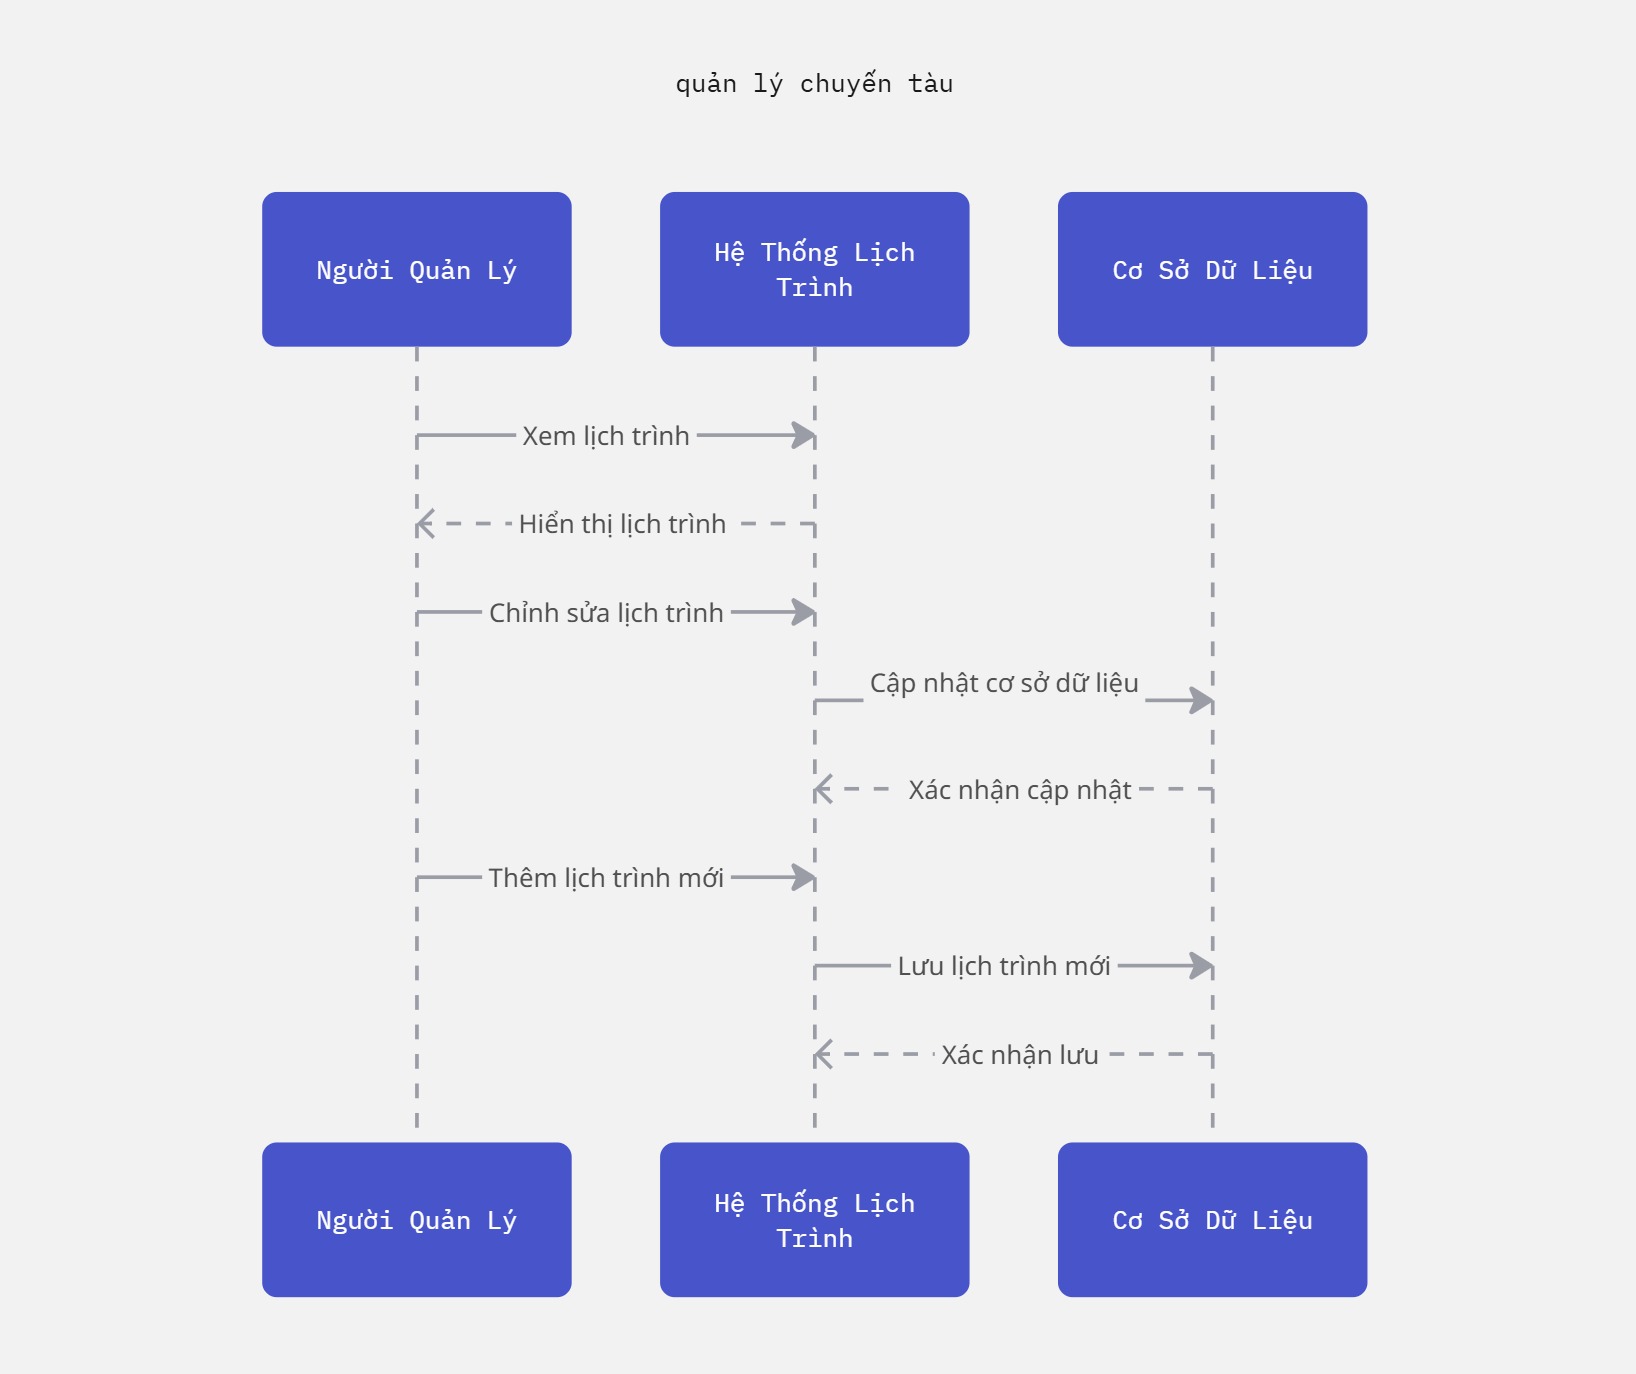 quản lý chuyến tàu
Người Quản Lý
Hệ Thống Lịch
Trình
Cơ Sở Dữ Liệu
Xem lịch trình
Hiển thị lịch trình
Chỉnh sửa lịch trình
Cập nhật cơ sở dữ liệu
Xác nhận cập nhật
Thêm lịch trình mới
Lưu lịch trình mới
Xác nhận lưu
Người Quản Lý
Hệ Thống Lịch
Trình
Cơ Sở Dữ Liệu